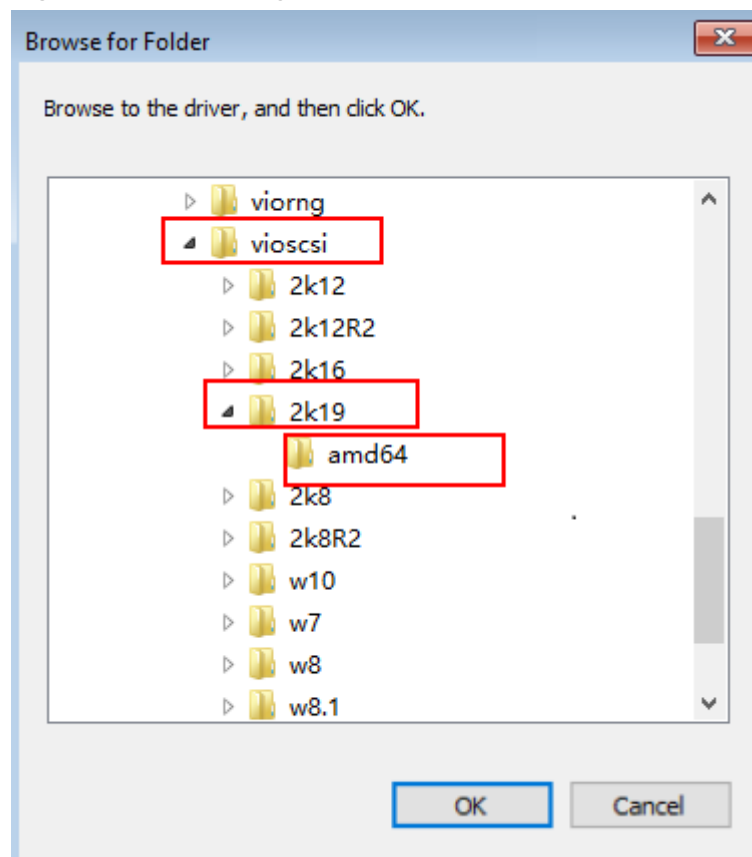 Browse for Folder
Browse to the driver, and then click OK.
viorng
vioscsi
2k12
2k12R2
2k16
2k19
amd64
2k8
2k8R2
w10
w7
w8
w8.1
OK Cancel